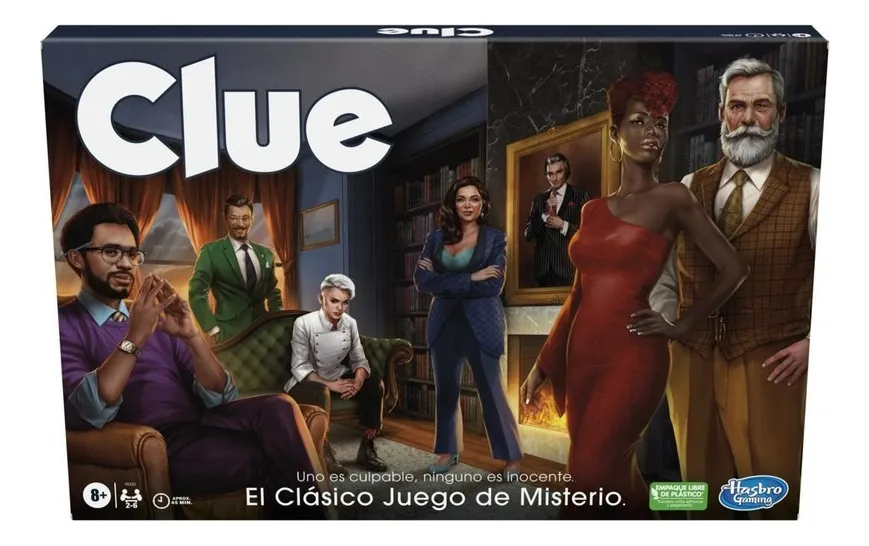 Clue
Clue
Uno es culpable, ninguno es inocente.
El Clásico Juego de Misterio.
8+
2-6
APROX.
45 MIN.
EMPAQUE LIBRE
DE PLÁSTICO*
Hasbro
Gaming